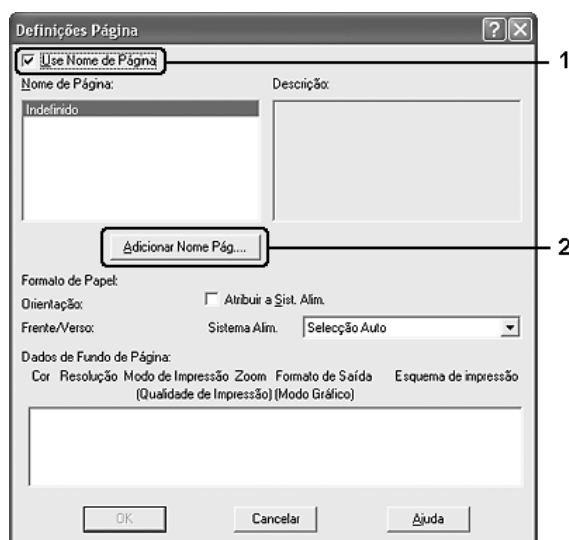 Definições Página
Use Nome de Página
1
Nome de Página:
Descrição:
Indefinido
Adicionar Nome Pág....
2
Formato de Papel:
Orientação:
Atribuir a Sist. Alim.
Frente/Verso:
Sistema Alim.
Selecção Auto
Dados de Fundo de Página:
Cor Resolução Modo de Impressão Zoom Formato de Saída Esquema de impressão
(Qualidade de Impressão) (Modo Gráfico)
OK
Cancelar
Ajuda